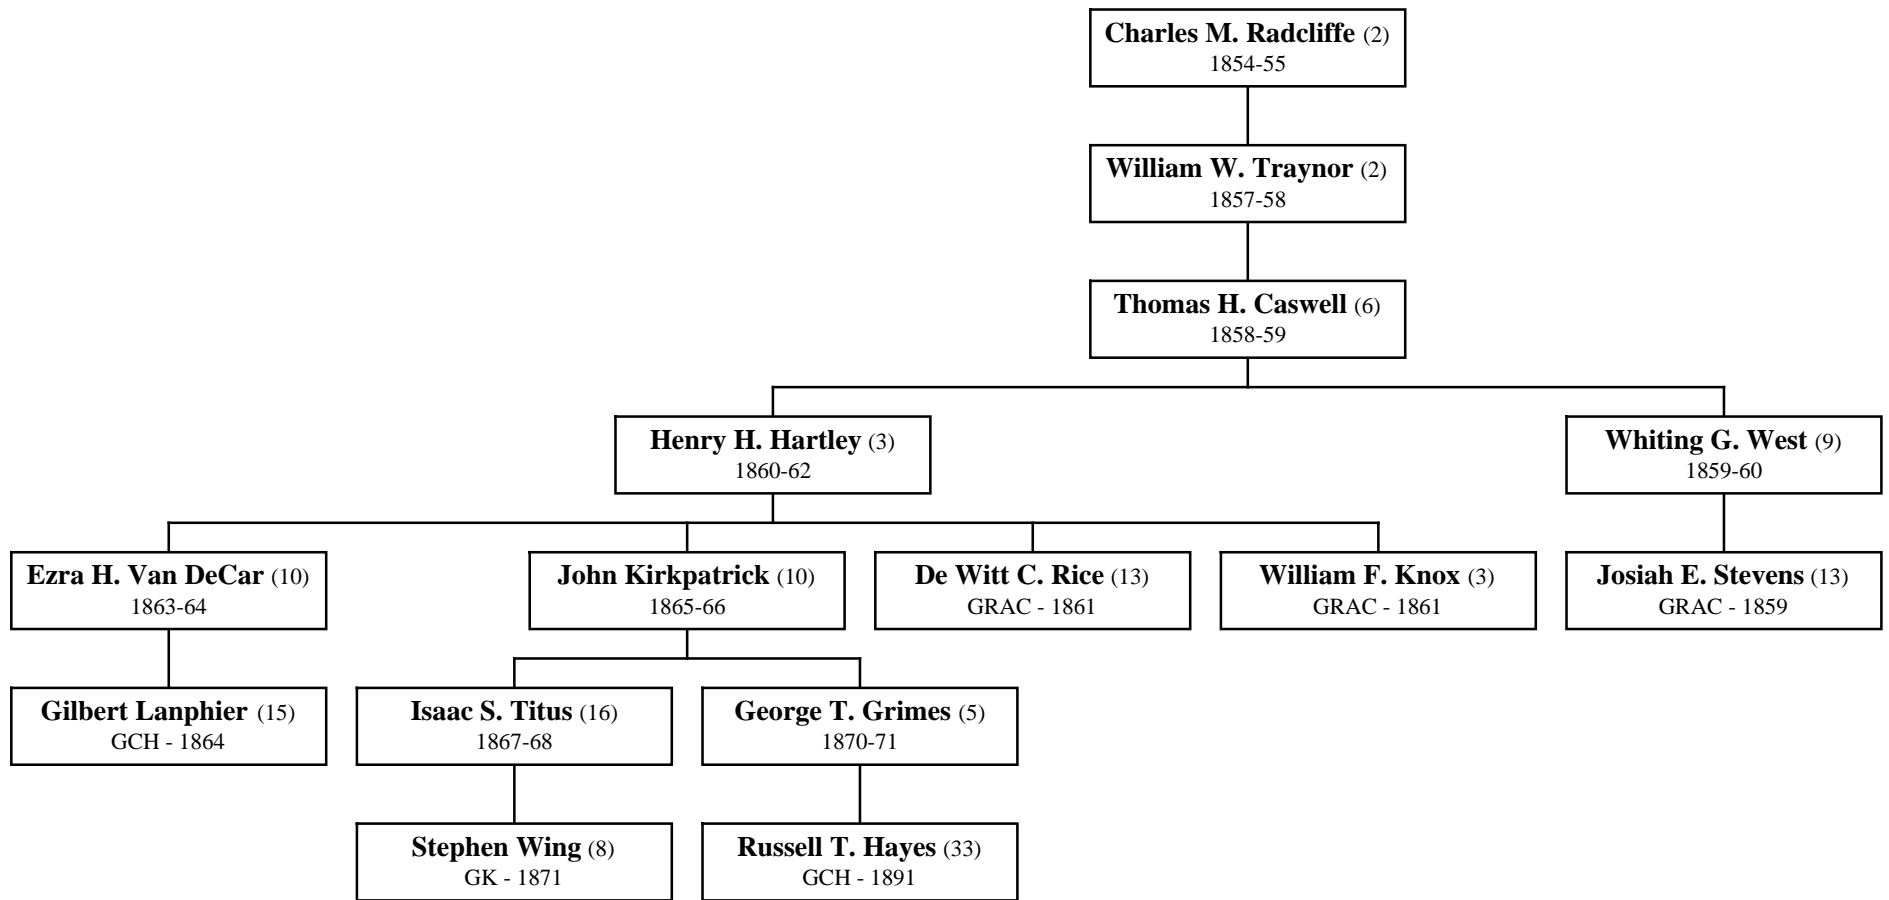 Charles M. Radcliffe (2)
1854-55
William W. Traynor (2)
1857-58
Thomas H. Caswell (6)
1858-59
Henry H. Hartley (3)
1860-62
Whiting G. West (9)
1859-60
Ezra H. Van DeCar (10)
1863-64
John Kirkpatrick (10)
1865-66
De Witt C. Rice (13)
GRAC - 1861
William F. Knox (3)
GRAC - 1861
Josiah E. Stevens (13)
GRAC - 1859
Gilbert Lanphier (15)
GCH - 1864
Isaac S. Titus (16)
1867-68
George T. Grimes (5)
1870-71
Stephen Wing (8)
GK - 1871
Russell T. Hayes (33)
GCH - 1891